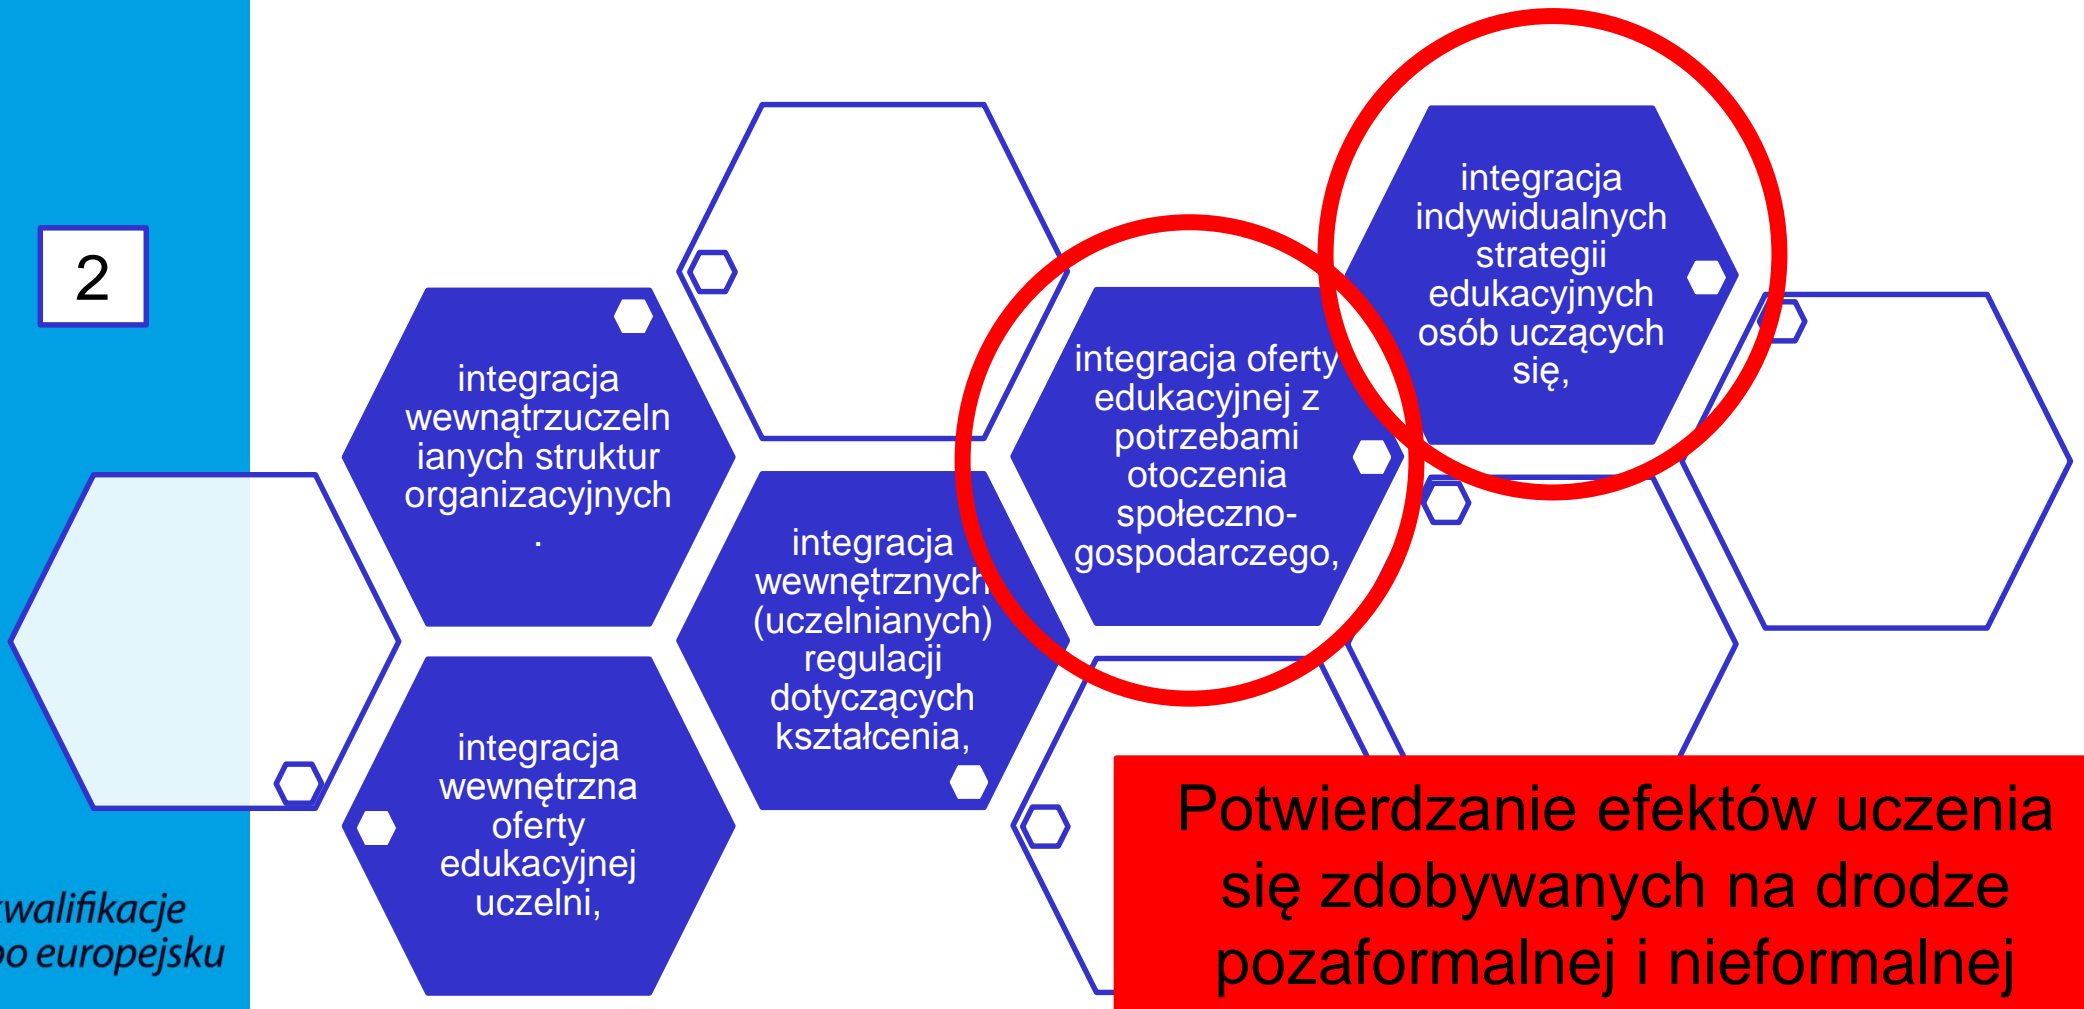 2
integracja
wewnątrzuczeln
ianych struktur
organizacyjnych
.
integracja
wewnętrzna
oferty
edukacyjnej
uczelni,
integracja
wewnętrznych
(uczelnianych)
regulacji
dotyczących
kształcenia,
integracja oferty
edukacyjnej z
potrzebami
otoczenia
społeczno-
gospodarczego,
integracja
indywidualnych
strategii
edukacyjnych
osób uczących
się,
Potwierdzanie efektów uczenia
się zdobywanych na drodze
pozaformalnej i nieformalnej
walifikacje
po europejsku